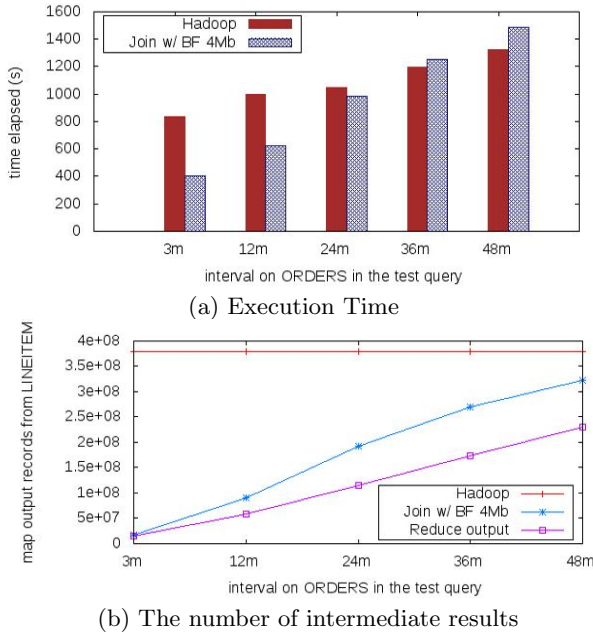 1600
1400
1200
1000
800
600
400
200
0
time elapsed (s)
Hadoop
Join w/ BF 4Mb
3m 12m 24m 36m 48m
interval on ORDERS in the test query
(a) Execution Time
4e+08
3.5e+08
3e+08
2.5e+08
2e+08
1.5e+08
1e+08
5e+07
0
map output records from LINEITEM
Hadoop
Join w/ BF 4Mb
Reduce output
3m 12m 24m 36m 48m
interval on ORDERS in the test query
(b) The number of intermediate results